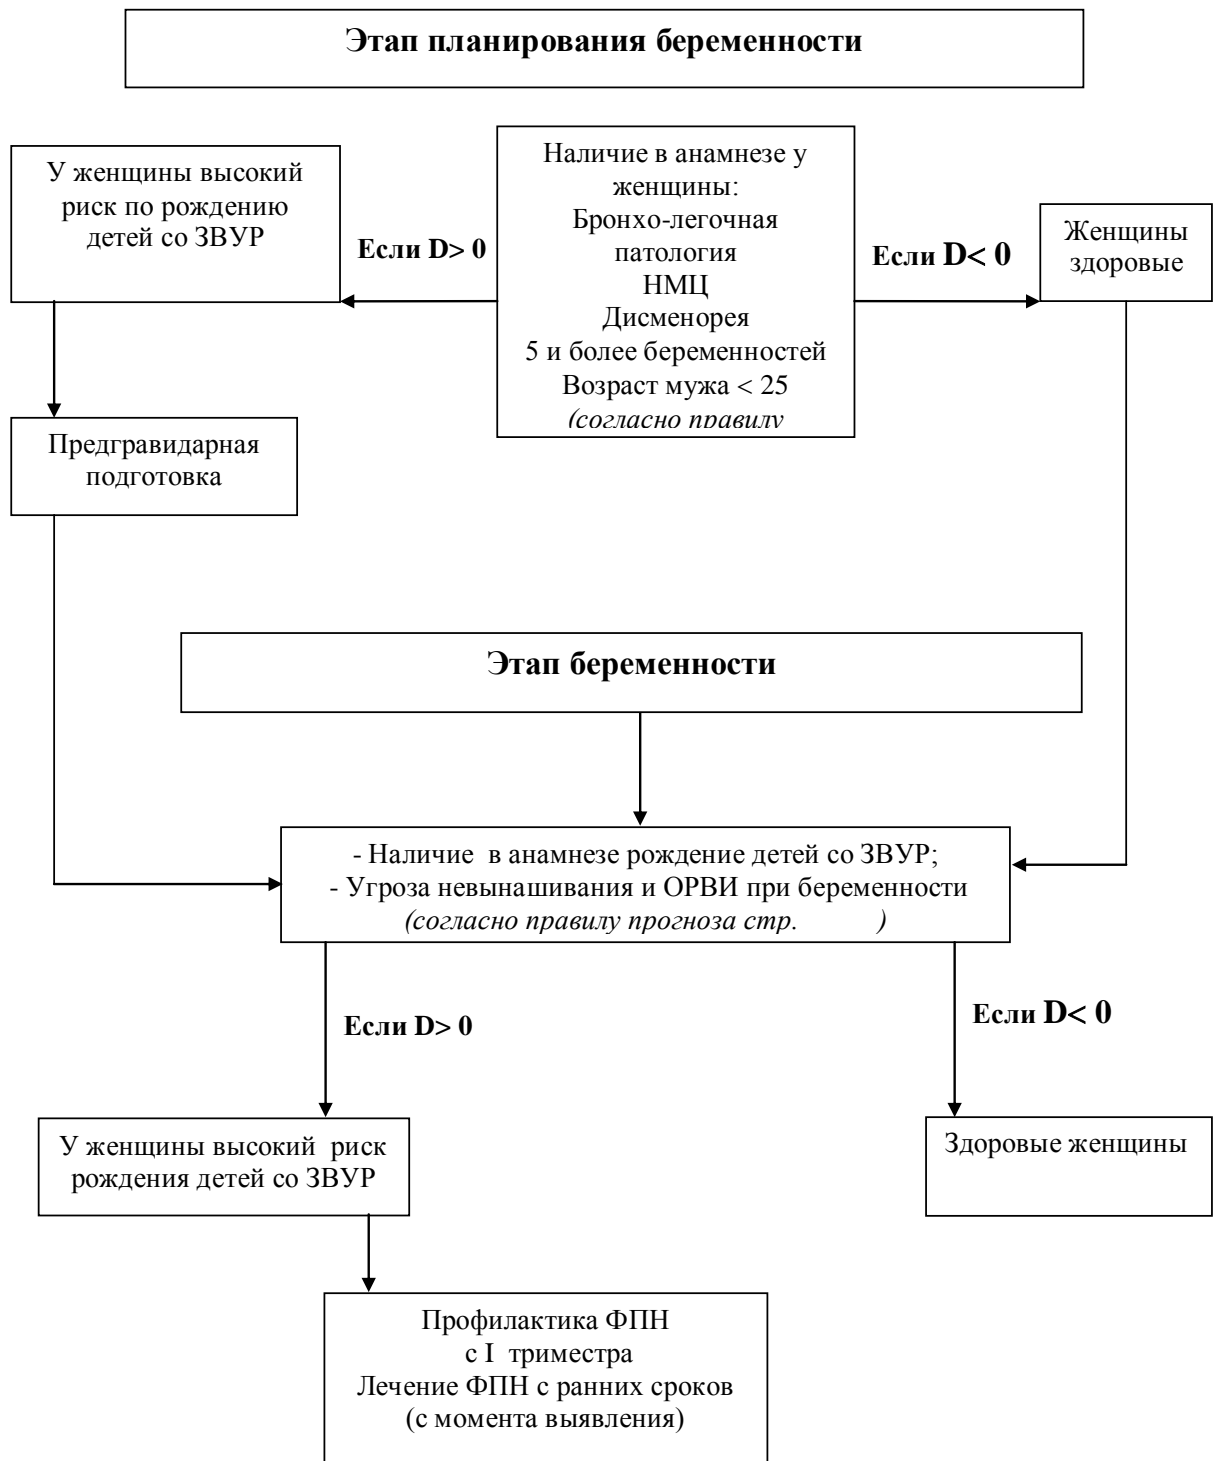 Этап планирования беременности
У женщины высокий
риск по рождению
детей со ЗВУР
Если D> 0
Наличие в анамнезе у
женщины:
Бронхо-легочная
патология
НМЦ
Дисменорея
5 и более беременностей
Возраст мужа < 25
(согласно правилу
Если D< 0
Женщины
здоровые
Предгравидарная
подготовка
Этап беременности
- Наличие в анамнезе рождение детей со ЗВУР;
- Угроза невынашивания и ОРВИ при беременности
(согласно правилу прогноза стр. )
Если D> 0
Если D< 0
У женщины высокий риск
рождения детей со ЗВУР
Здоровые женщины
Профилактика ФПН
с I триместра
Лечение ФПН с ранних сроков
(с момента выявления)